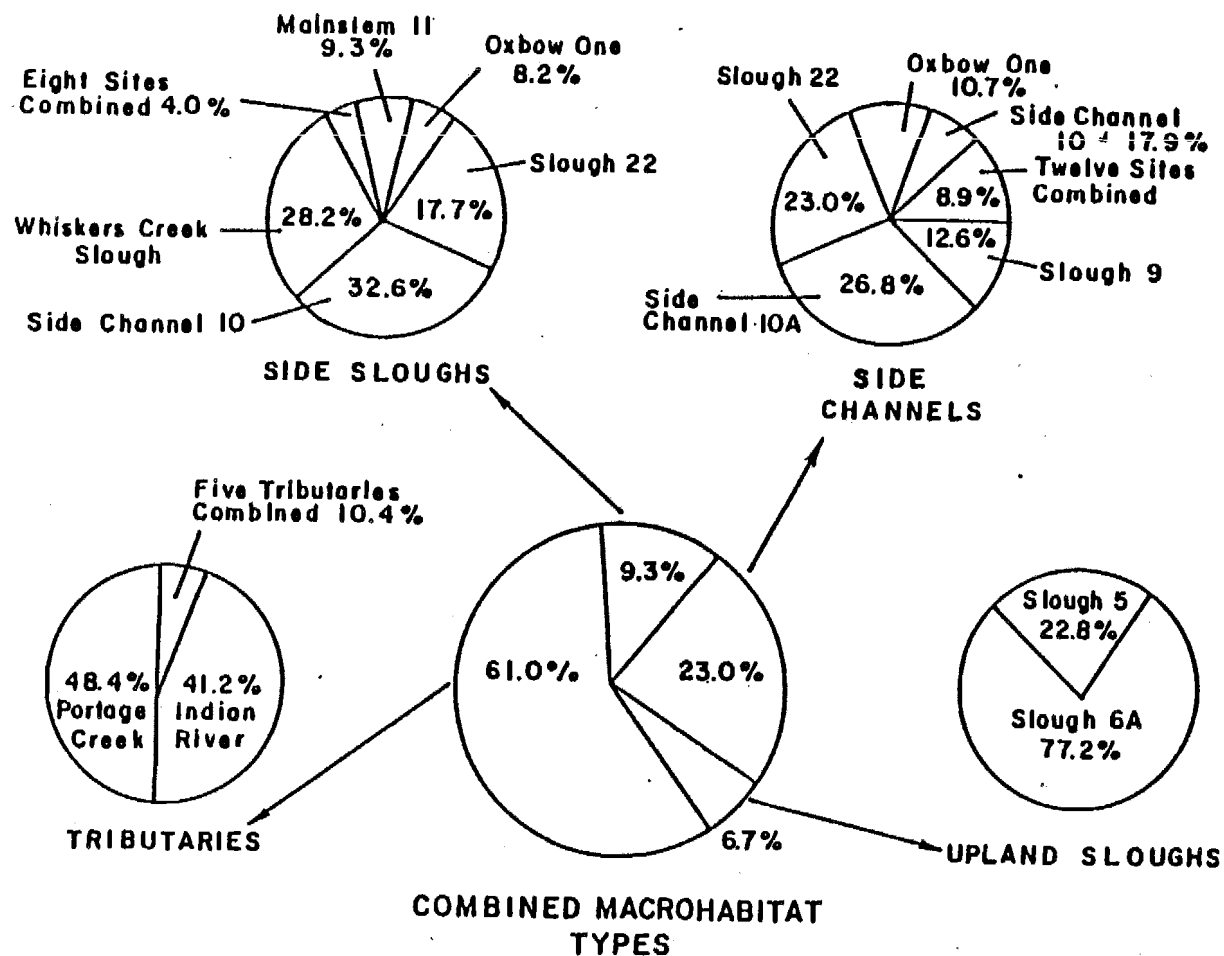 Mainstem II
9.3%
Oxbow One
8.2%
Eight Sites
Combined 4.0%
Slough 22
17.7%
28.2%
Whiskers Creek
Slough
32.6%
Side Channel 10
SIDE SLOUGHS
Slough 22
Oxbow One
10.7%
Side Channel
10 - 17.9%
Twelve Sites
Combined
8.9%
23.0%
12.6%
Slough 9
26.8%
Side
Channel 10A
SIDE
CHANNELS
Five Tributaries
Combined 10.4%
48.4%
Portage
Creek
41.2%
Indian
River
TRIBUTARIES
9.3%
61.0%
23.0%
6.7%
COMBINED MACROHABITAT
TYPES
Slough 5
22.8%
Slough 6A
77.2%
UPLAND SLOUGHS